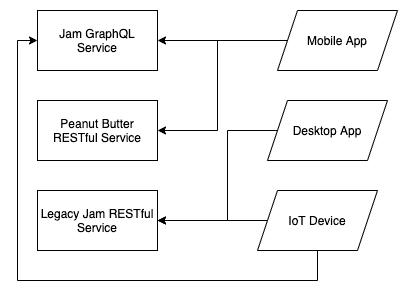 Jam GraphQL
Service
Mobile App
Peanut Butter
RESTful Service
Desktop App
Legacy Jam RESTful
Service
IoT Device